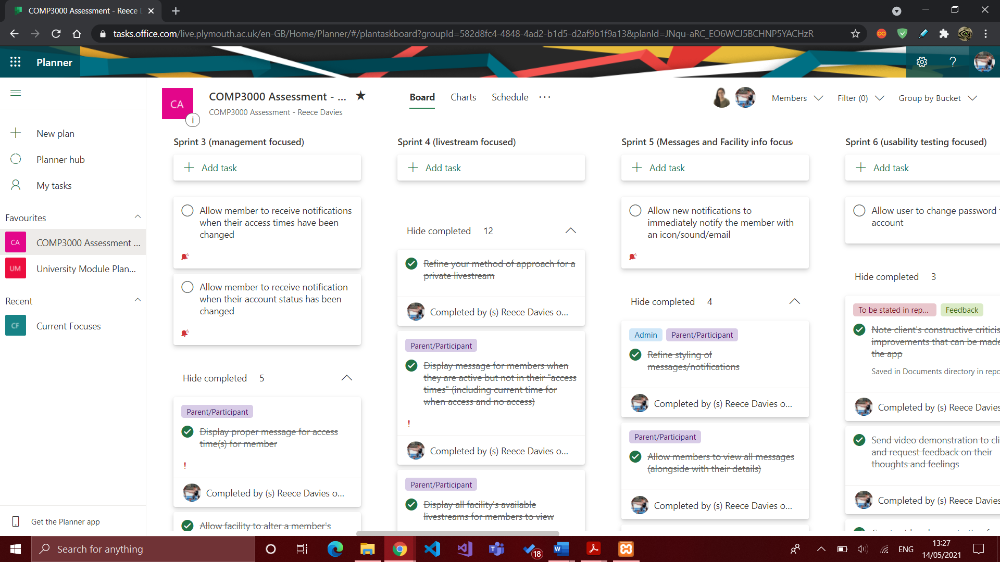 COMP3000 Assessment - Reece D
tasks.office.com/live.plymouth.ac.uk/en-GB/Home/Planner/#/plantaskboard?groupId=582d8fc4-4848-4ad2-b1d5-d2af9b1f9a13&planId=JNqu-aRC_EO6WCJ5BCHNP5YACHzR
Planner
?
CA
i
COMP3000 Assessment - ...
COMP3000 Assessment - Reece Davies
Board
Charts
Schedule
...
Members
Filter (0)
Group by Bucket
New plan
Planner hub
My tasks
Favourites
CA
COMP3000 Assessment ...
UM
University Module Plan...
Recent
CF
Current Focuses
Get the Planner app
Sprint 3 (management focused)
Add task
Allow member to receive notifications
when their access times have been
changed
Allow member to receive notification
when their account status has been
changed
Hide completed 5
Parent/Participant
Display proper message for access
time(s) for member
!
Completed by (s) Reece Davies o...
Allow facility to alter a member's
Sprint 4 (livestream focused)
Add task
Hide completed 12
Refine your method of approach for a
private livestream
Completed by (s) Reece Davies o...
Parent/Participant
Display message for members when
they are active but not in their "access
times" (including current time for
when access and no access)
!
Completed by (s) Reece Davies o...
Parent/Participant
Display all facility's available
livestreams for members to view
Sprint 5 (Messages and Facility info focus
Add task
Allow new notifications to
immediately notify the member with
an icon/sound/email
Hide completed 4
Admin
Parent/Participant
Refine styling of
messages/notifications
Completed by (s) Reece Davies o...
Parent/Participant
Allow members to view all messages
(alongside with their details)
Completed by (s) Reece Davies o...
Sprint 6 (usability testing focused)
Add task
Allow user to change password
account
Hide completed 3
To be stated in rep...
Feedback
Note client's constructive criticis
improvements that can be made
the app
Saved in Documents directory in repo
Completed by (s) Reece Davies
Send video demonstration to cli
and request feedback on their
thoughts and feelings
Completed by (s) Reece Davies
Search for anything
18
ENG
13:27
14/05/2021